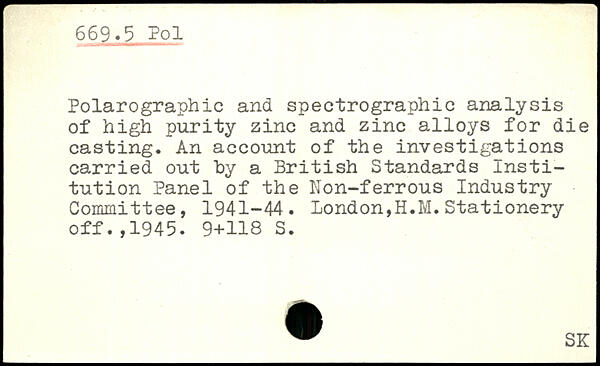 669.5 Pol
Polarographic and spectrographic analysis
of high purity zinc and zinc alloys for die
casting. An account of the investigations
carried out by a British Standards Insti-
tution Panel of the Non-ferrous Industry
Committee, 1941-44. London,H.M.Stationery
off.,1945. 9+118 S.
SK